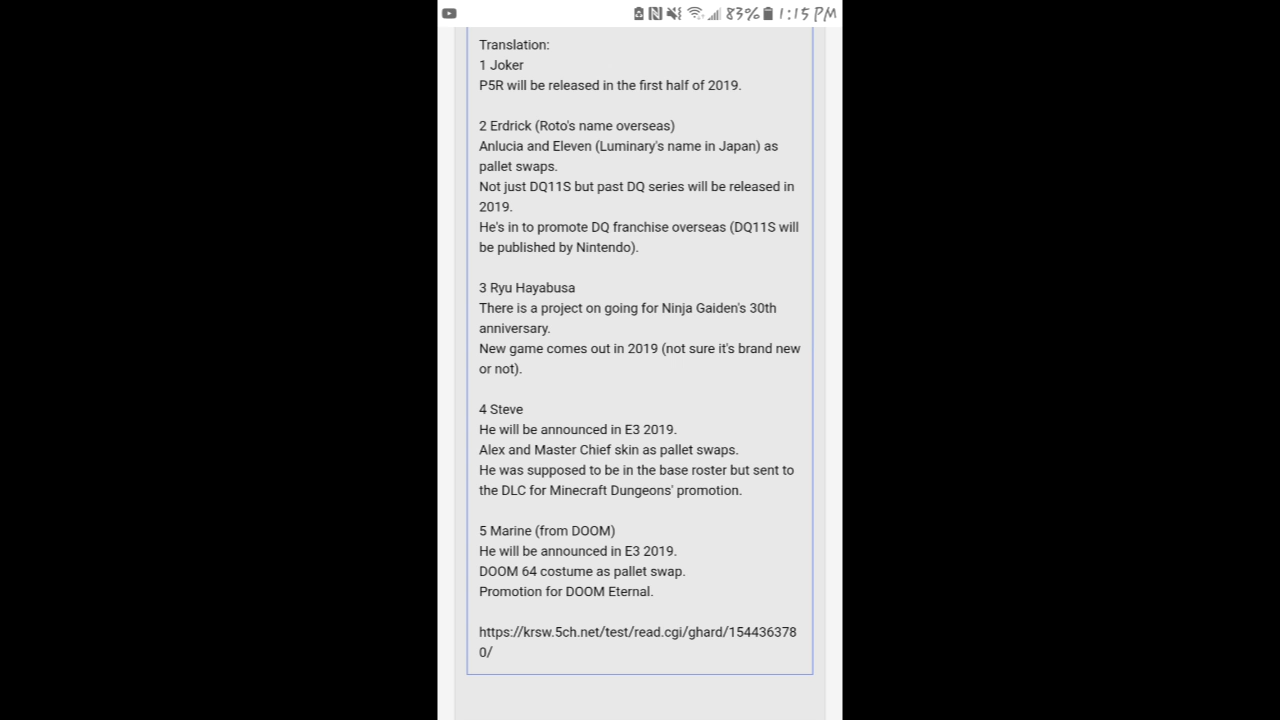 83% 1:15 PM
Translation:
1 Joker
P5R will be released in the first half of 2019.
2 Erdrick (Roto's name overseas)
Anlucia and Eleven (Luminary's name in Japan) as
pallet swaps.
Not just DQ11S but past DQ series will be released in
2019.
He's in to promote DQ franchise overseas (DQ11S will
be published by Nintendo).
3 Ryu Hayabusa
There is a project on going for Ninja Gaiden's 30th
anniversary.
New game comes out in 2019 (not sure it's brand new
or not).
4 Steve
He will be announced in E3 2019.
Alex and Master Chief skin as pallet swaps.
He was supposed to be in the base roster but sent to
the DLC for Minecraft Dungeons' promotion.
5 Marine (from DOOM)
He will be announced in E3 2019.
DOOM 64 costume as pallet swap.
Promotion for DOOM Eternal.
https://krsw.5ch.net/test/read.cgi/ghard/154436378
0/